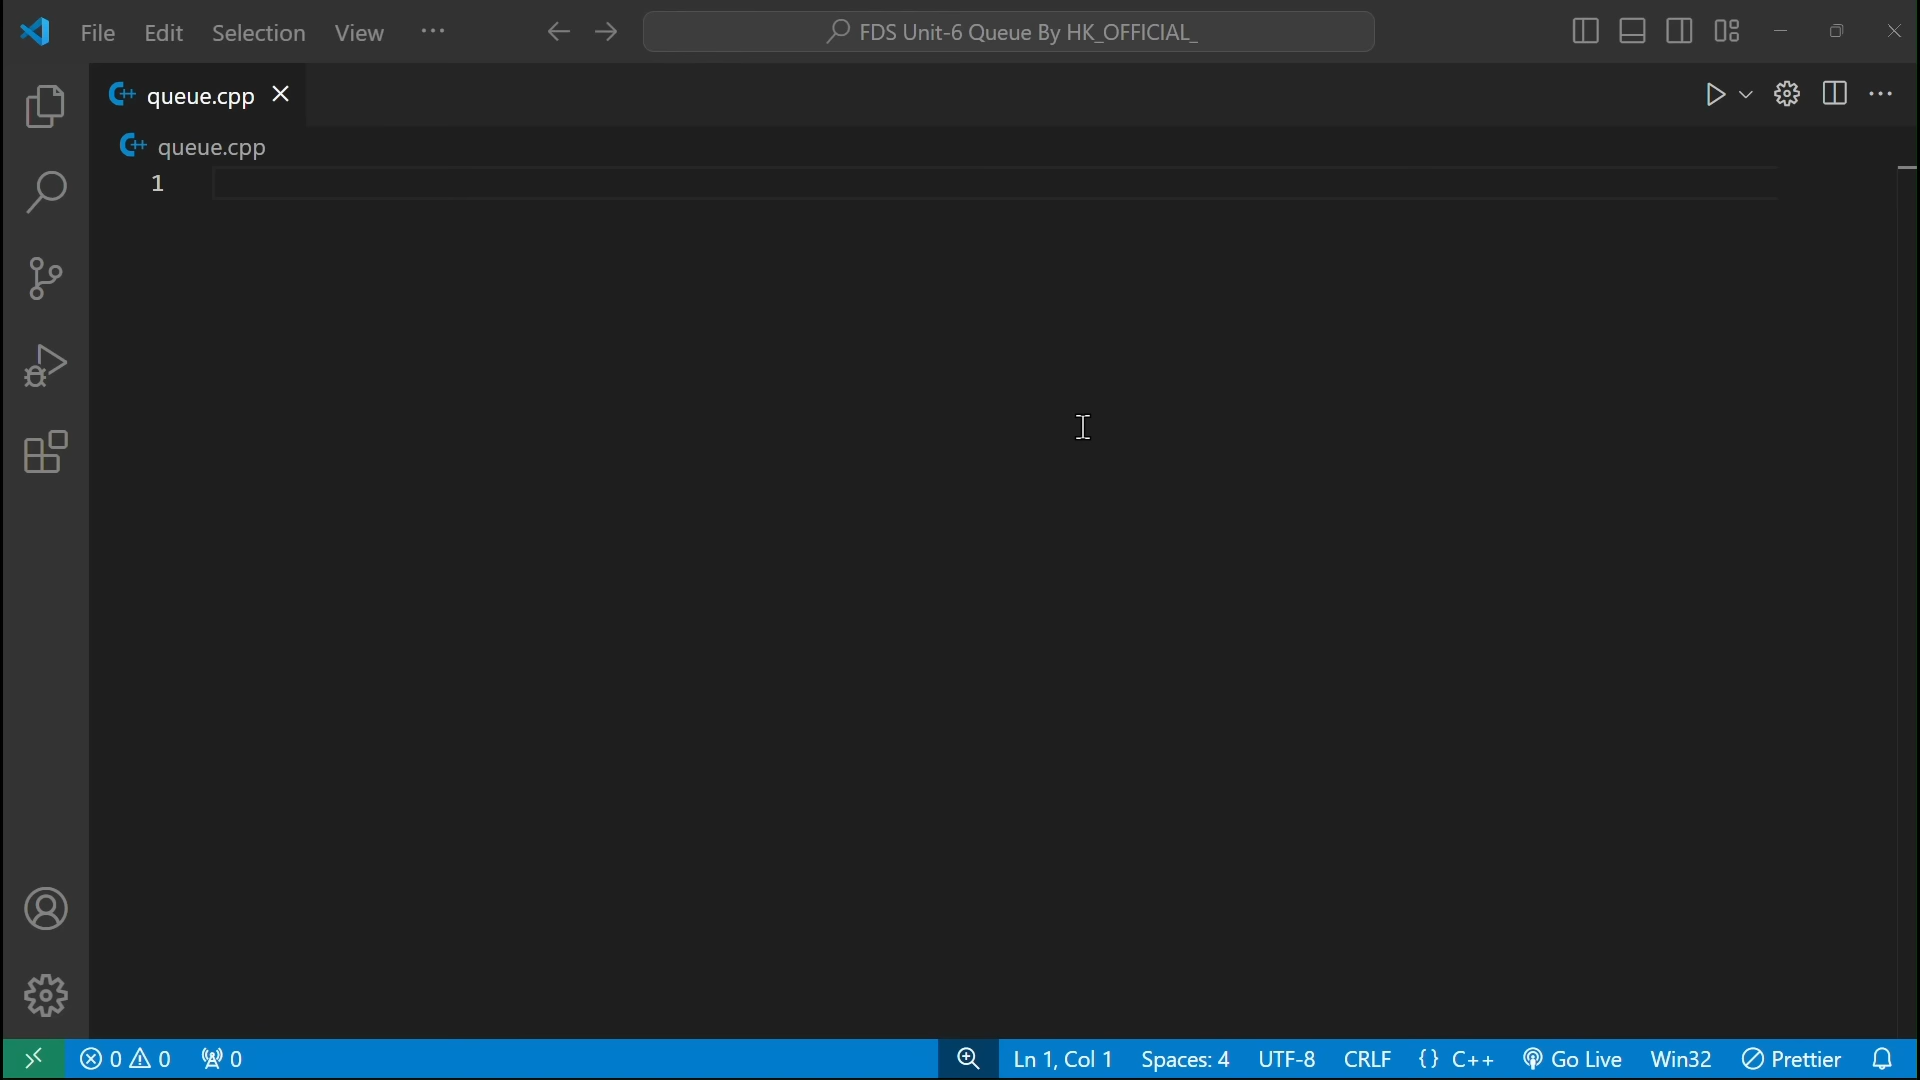 File Edit Selection View ··· FDS Unit-6 Queue By HK_OFFICIAL_
queue.cpp
queue.cpp
1
0 0 0 Ln 1, Col 1 Spaces: 4 UTF-8 CRLF {} C++ Go Live Win32 Prettier